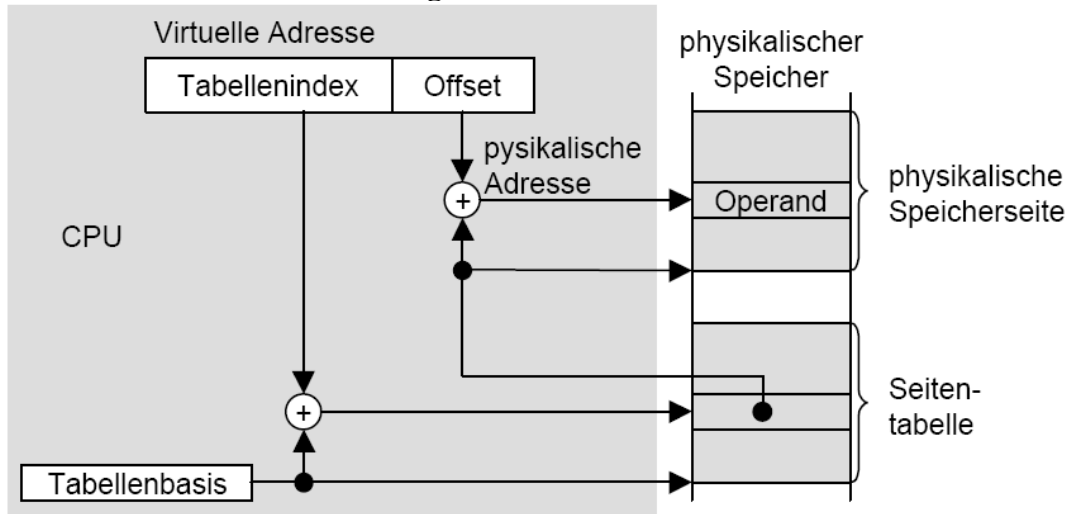 Virtuelle Adresse
Tabellenindex
Offset
physikalischer
Speicher
pysikalische
Adresse
+
Operand
physikalische
Speicherseite
CPU
+
Seiten-
tabelle
Tabellenbasis